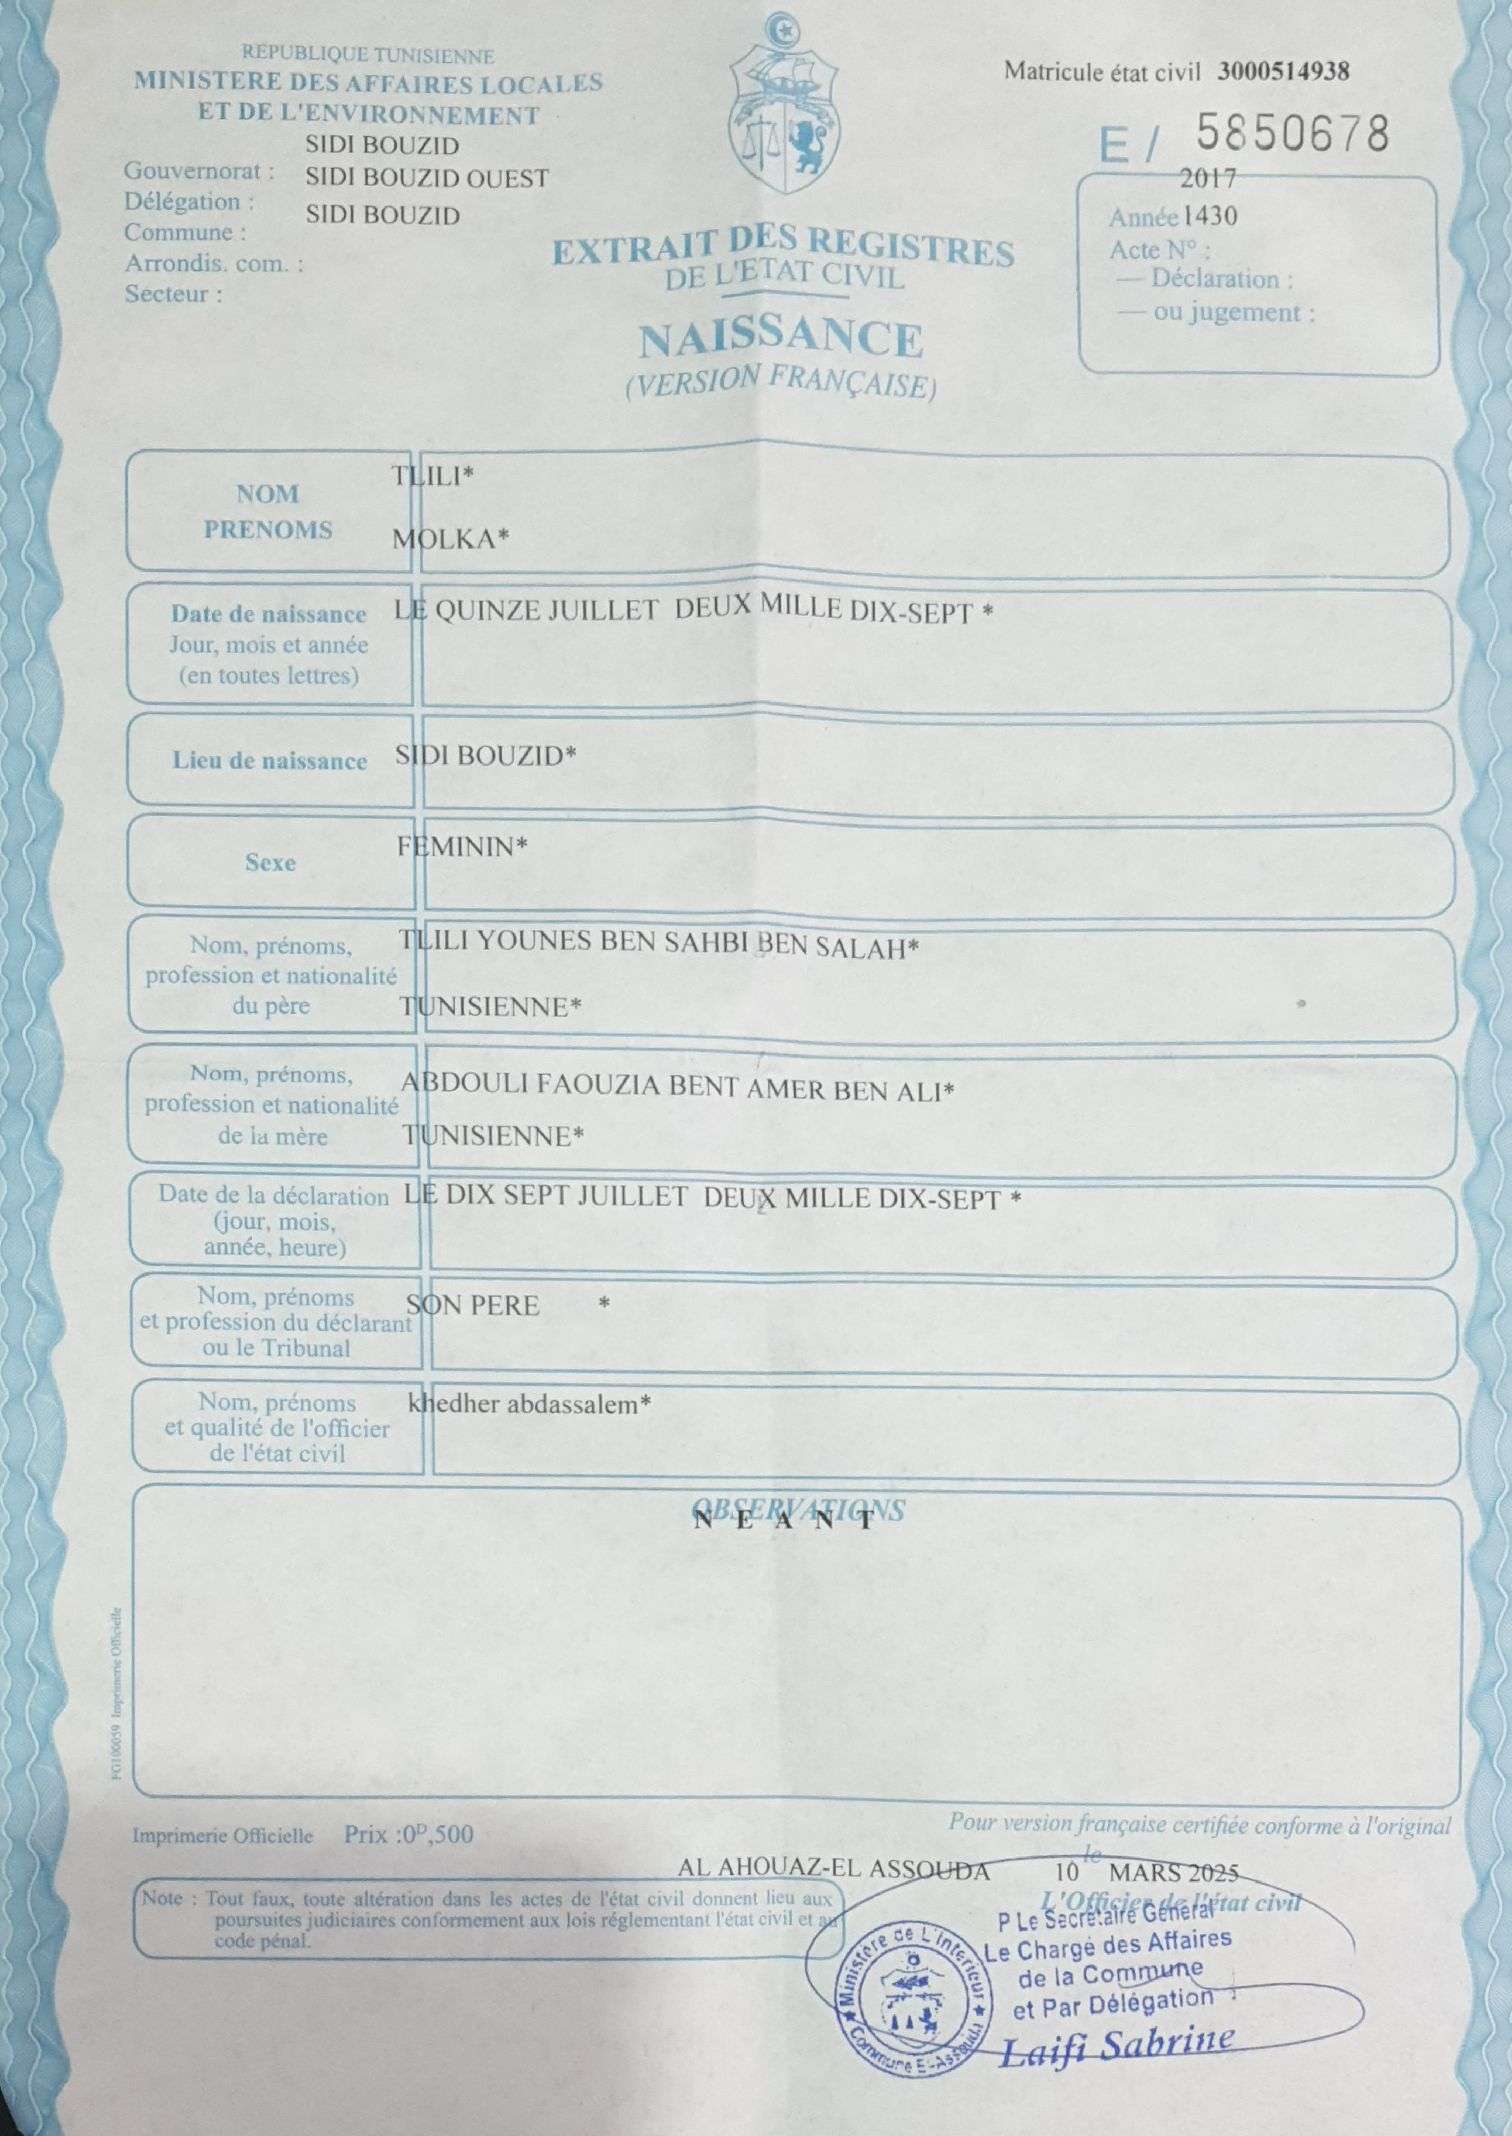 REPUBLIQUE TUNISIENNE
MINISTERE DES AFFAIRES LOCALES
ET DE L'ENVIRONNEMENT
SIDI BOUZID
Gouvernorat :
SIDI BOUZID OUEST
Délégation :
SIDI BOUZID
Commune :
Arrondis. com. :
Secteur :
Matricule état civil 3000514938
E / 5850678
2017
Année 1430
Acte N° :
— Déclaration :
— ou jugement :
EXTRAIT DES REGISTRES
DE L'ETAT CIVIL
NAISSANCE
(VERSION FRANÇAISE)
NOM
TLILI*
PRENOMS
MOLKA*
Date de naissance
LE QUINZE JUILLET DEUX MILLE DIX-SEPT *
Jour, mois et année
(en toutes lettres)
Lieu de naissance
SIDI BOUZID*
Sexe
FEMININ*
Nom, prénoms,
TLILI YOUNES BEN SAHBI BEN SALAH*
profession et nationalité
du père
TUNISIENNE*
Nom, prénoms,
ABDOULI FAOUZIA BENT AMER BEN ALI*
profession et nationalité
de la mère
TUNISIENNE*
Date de la déclaration
LE DIX SEPT JUILLET DEUX MILLE DIX-SEPT *
(jour, mois,
année, heure)
Nom, prénoms
SON PERE *
et profession du déclarant
ou le Tribunal
Nom, prénoms
khedher abdassalem*
et qualité de l'officier
de l'état civil
OBSERVATIONS
N E A N T
FG100059 Imprimerie Officielle
Imprimerie Officielle Prix :0ᴰ,500
Pour version française certifiée conforme à l'original
AL AHOUAZ-EL ASSOUDA le 10 MARS 2025
L'Officier de l'état civil
Note : Tout faux, toute altération dans les actes de l'état civil donnent lieu aux
poursuites judiciaires conformement aux lois réglementant l'état civil et au
code pénal.
P Le Secrétaire Général
Le Chargé des Affaires
de la Commune
et Par Délégation
Laifi Sabrine
Ministère de L'interieur
Commune El-Assouda